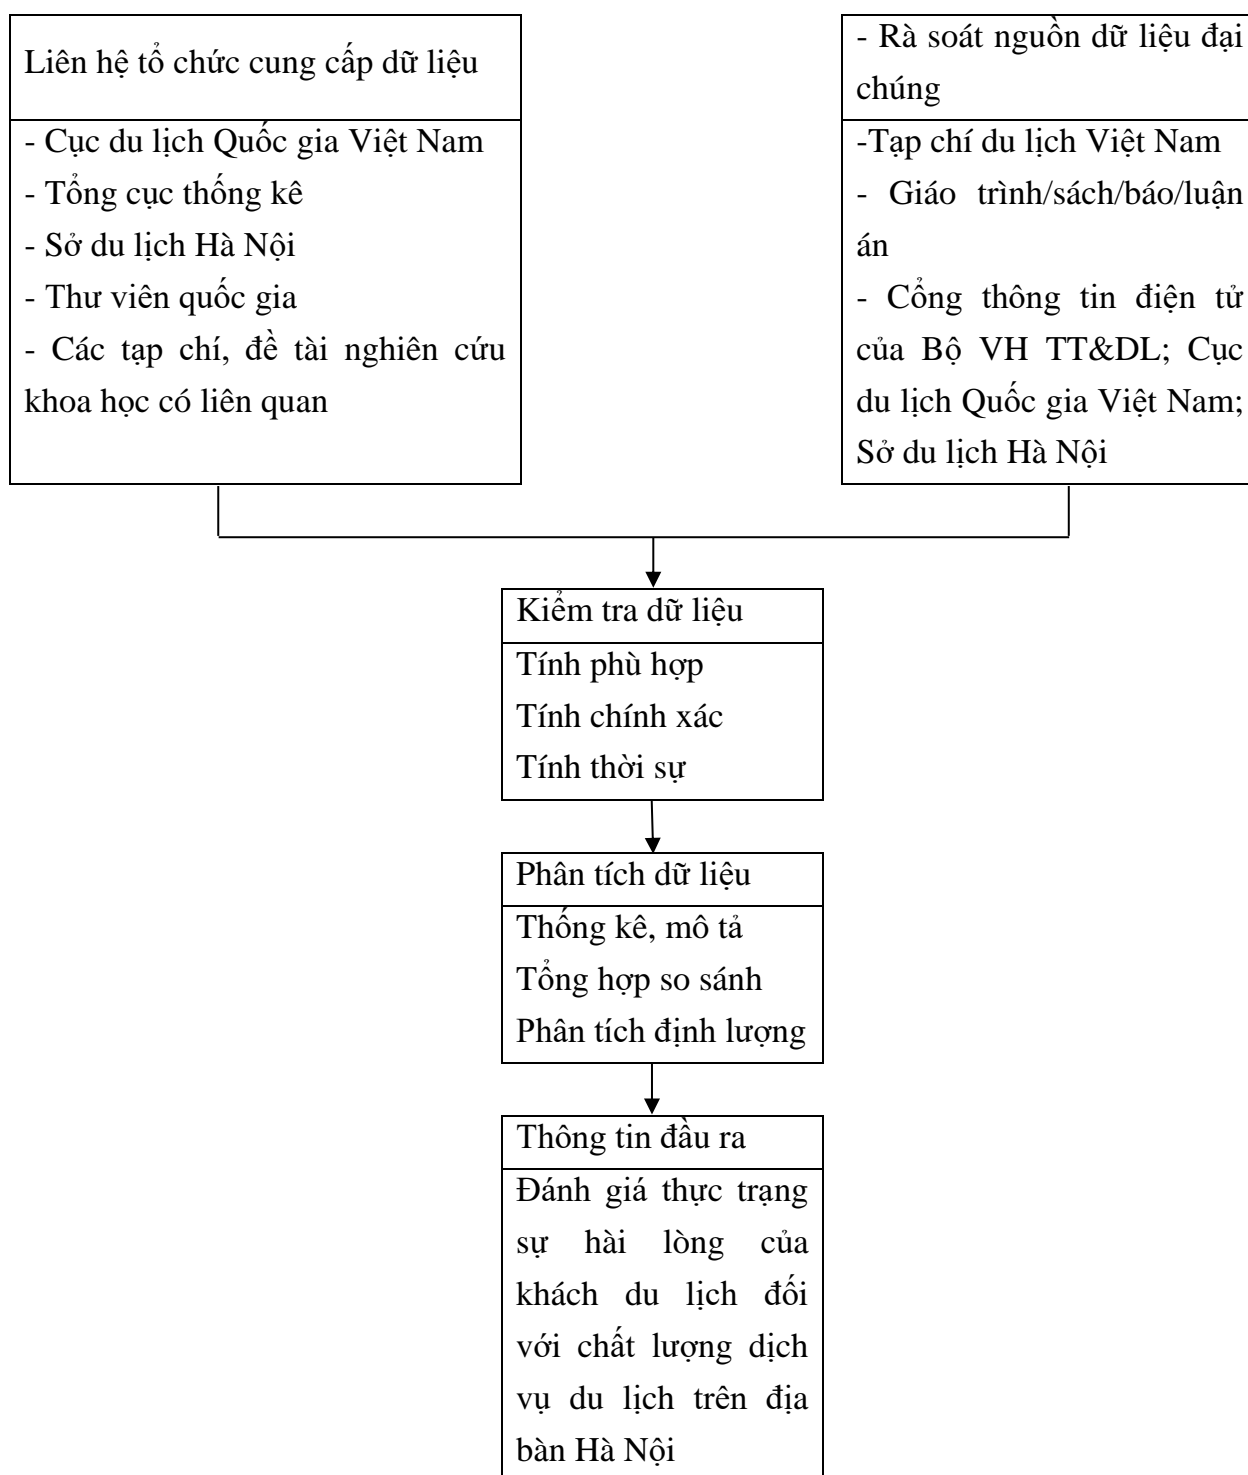 Liên hệ tổ chức cung cấp dữ liệu
- Cục du lịch Quốc gia Việt Nam
- Tổng cục thống kê
- Sở du lịch Hà Nội
- Thư viên quốc gia
- Các tạp chí, đề tài nghiên cứu
khoa học có liên quan
- Rà soát nguồn dữ liệu đại
chúng
-Tạp chí du lịch Việt Nam
- Giáo trình/sách/báo/luận
án
- Cổng thông tin điện tử
của Bộ VH TT&DL; Cục
du lịch Quốc gia Việt Nam;
Sở du lịch Hà Nội
Kiểm tra dữ liệu
Tính phù hợp
Tính chính xác
Tính thời sự
Phân tích dữ liệu
Thống kê, mô tả
Tổng hợp so sánh
Phân tích định lượng
Thông tin đầu ra
Đánh giá thực trạng
sự hài lòng của
khách du lịch đối
với chất lượng dịch
vụ du lịch trên địa
bàn Hà Nội